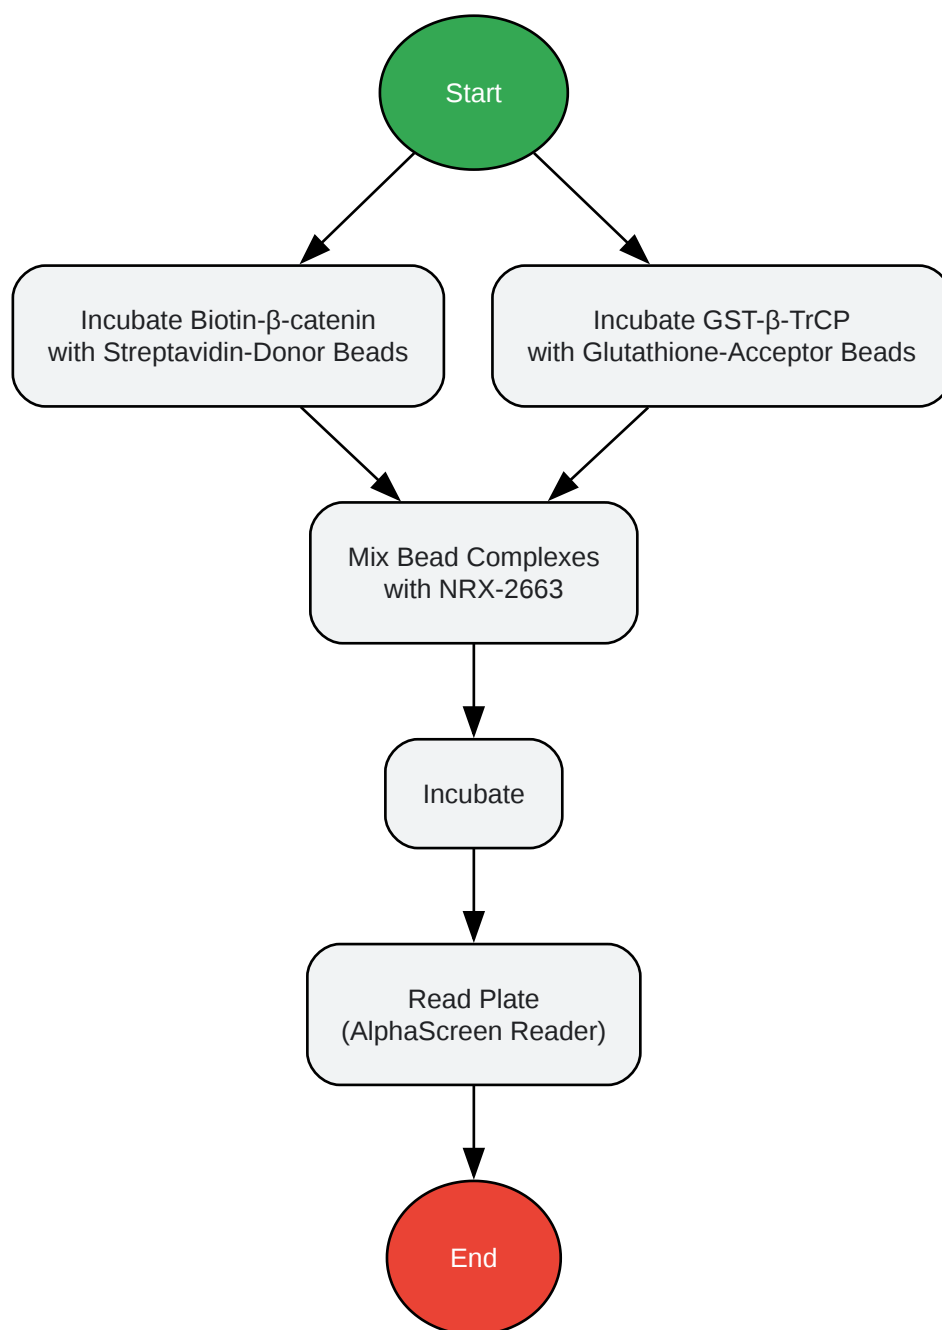 Start
Incubate Biotin-β-catenin
with Streptavidin-Donor Beads
Incubate GST-β-TrCP
with Glutathione-Acceptor Beads
Mix Bead Complexes
with NRX-2663
Incubate
Read Plate
(AlphaScreen Reader)
End